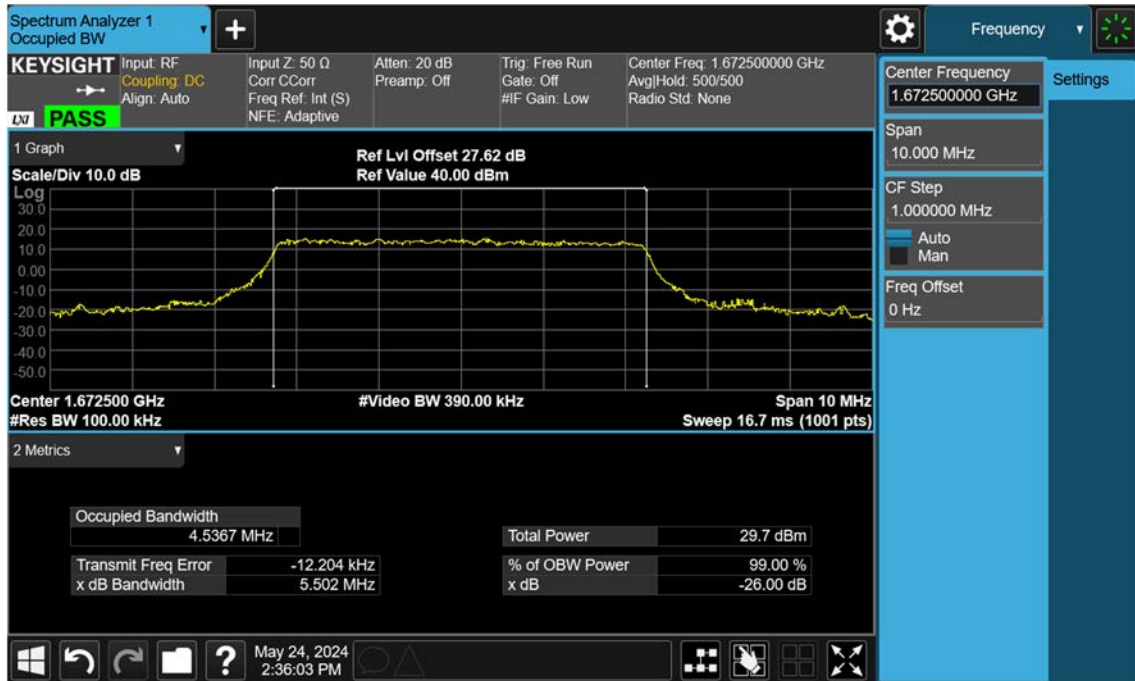 Spectrum Analyzer 1
Occupied BW
+
Frequency
KEYSIGHT
Input: RF
Coupling: DC
Align: Auto
Input Z: 50 Ω
Corr CCorr
Freq Ref: Int (S)
NFE: Adaptive
Atten: 20 dB
Preamp: Off
Trig: Free Run
Gate: Off
#IF Gain: Low
Center Freq: 1.672500000 GHz
Avg|Hold: 500/500
Radio Std: None
LXI
PASS
Center Frequency
1.672500000 GHz
Settings
Span
10.000 MHz
CF Step
1.000000 MHz
Auto
Man
Freq Offset
0 Hz
1 Graph
Ref Lvl Offset 27.62 dB
Scale/Div 10.0 dB
Ref Value 40.00 dBm
Log
30.0
20.0
10.0
0.00
-10.0
-20.0
-30.0
-40.0
-50.0
Center 1.672500 GHz
#Video BW 390.00 kHz
Span 10 MHz
#Res BW 100.00 kHz
Sweep 16.7 ms (1001 pts)
2 Metrics
Occupied Bandwidth
4.5367 MHz
Total Power 29.7 dBm
Transmit Freq Error -12.204 kHz
% of OBW Power 99.00 %
x dB Bandwidth 5.502 MHz
x dB -26.00 dB
?
May 24, 2024
2:36:03 PM